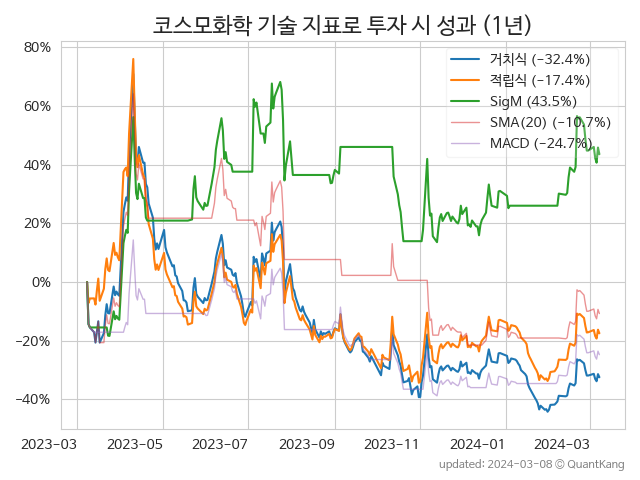 코스모화학 기술 지표로 투자 시 성과 (1년)
80%
60%
40%
20%
0%
−20%
−40%
거치식 (−32.4%)
적립식 (−17.4%)
SigM (43.5%)
SMA(20) (−10.7%)
MACD (−24.7%)
2023−03
2023−05
2023−07
2023−09
2023−11
2024−01
2024−03
updated: 2024−03−08 © QuantKang